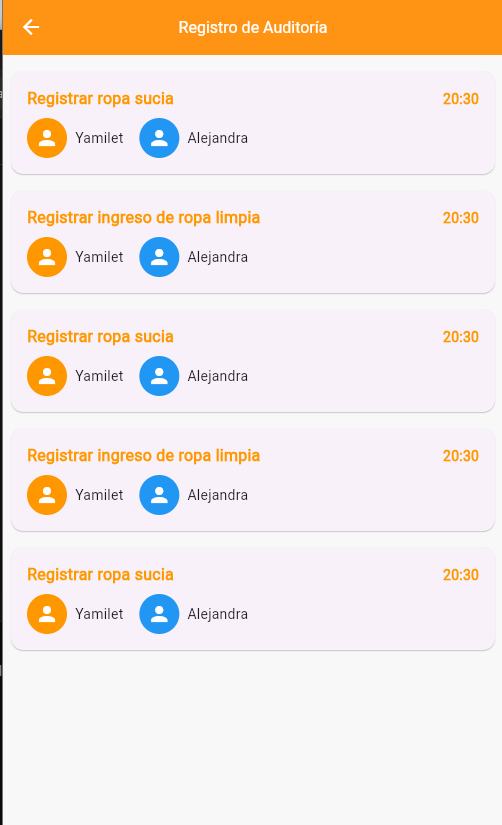 Registro de Auditoría
Registrar ropa sucia 20:30
Yamilet Alejandra
Registrar ingreso de ropa limpia 20:30
Yamilet Alejandra
Registrar ropa sucia 20:30
Yamilet Alejandra
Registrar ingreso de ropa limpia 20:30
Yamilet Alejandra
Registrar ropa sucia 20:30
Yamilet Alejandra